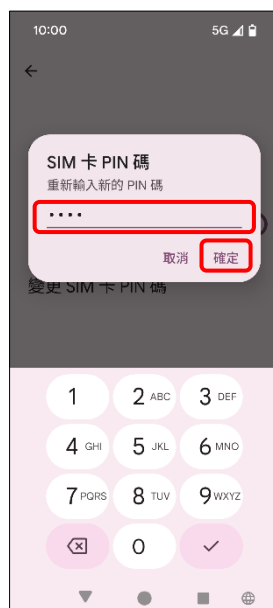 10:00 5G
SIM 卡 PIN 碼
重新輸入新的 PIN 碼
••••
取消 確定
變更 SIM 卡 PIN 碼
1 2 ABC 3 DEF
4 GHI 5 JKL 6 MNO
7 PQRS 8 TUV 9 WXYZ
0